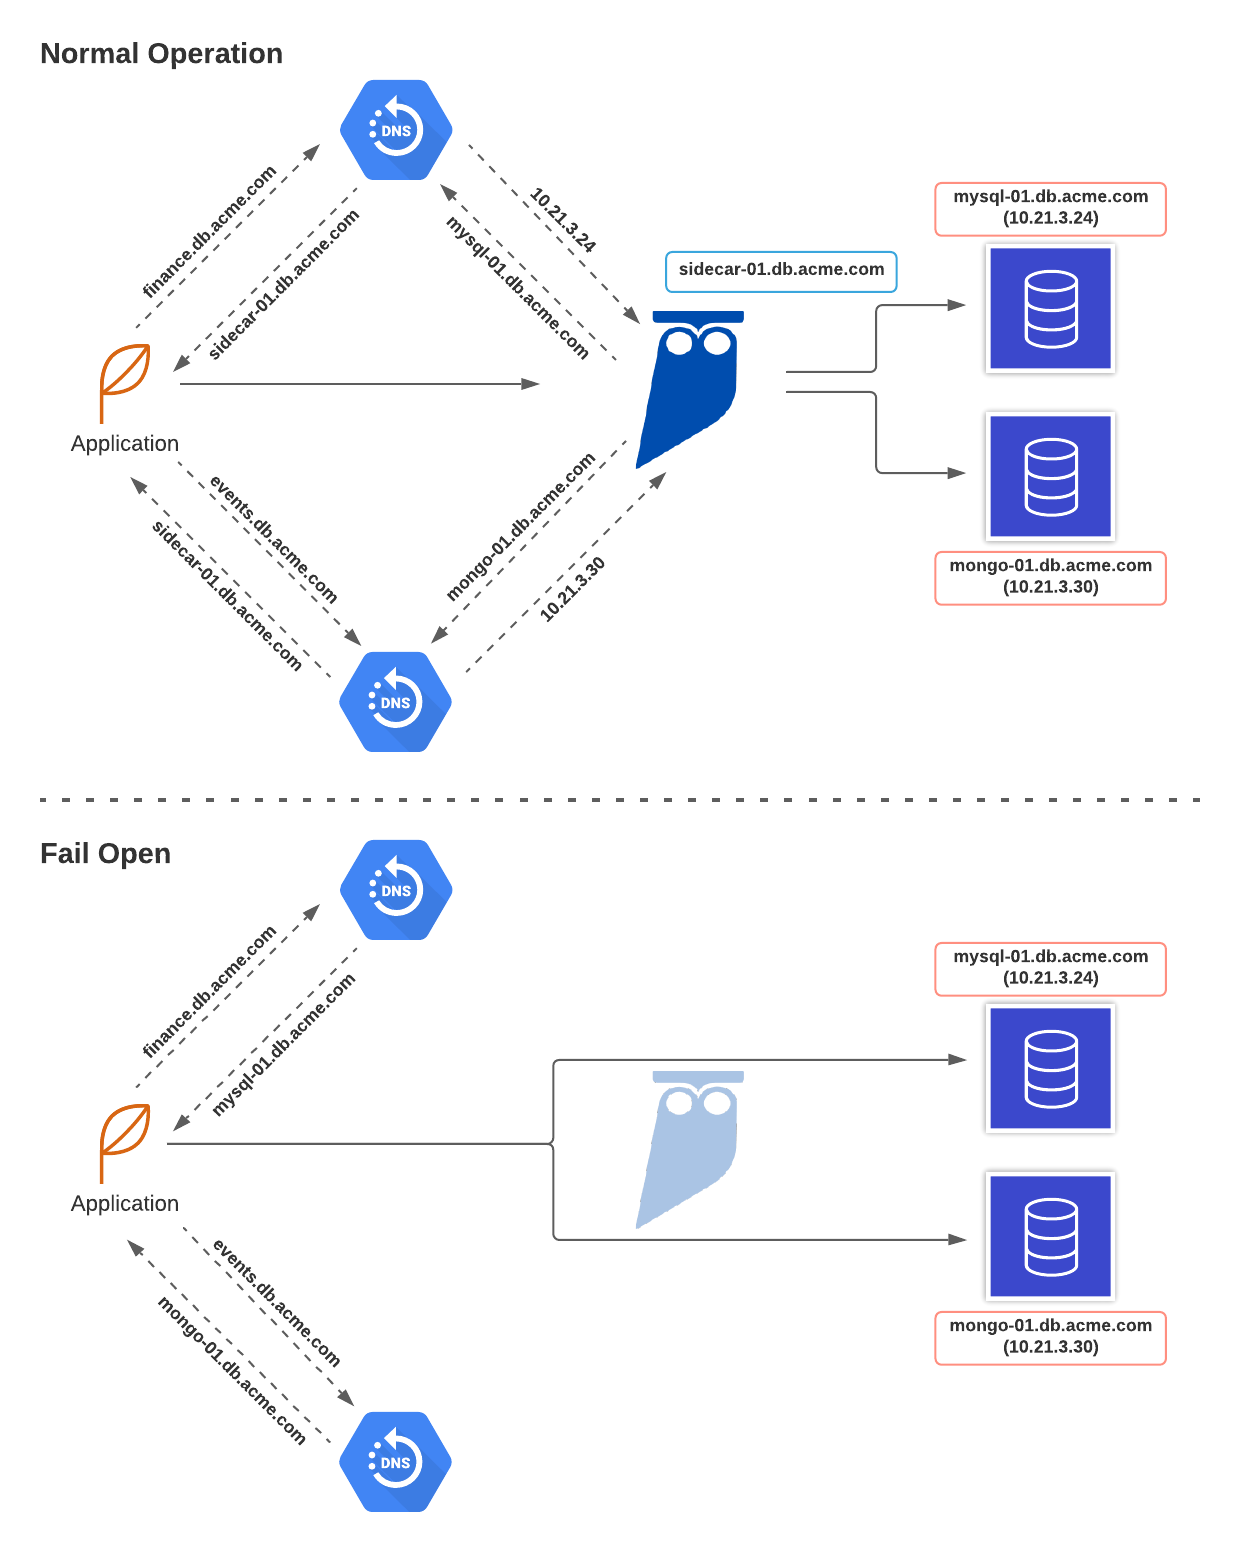 Normal Operation
DNS
finance.db.acme.com
sidecar-01.db.acme.com
10.21.3.24
mysql-01.db.acme.com
mysql-01.db.acme.com
(10.21.3.24)
sidecar-01.db.acme.com
Application
events.db.acme.com
sidecar-01.db.acme.com
mongo-01.db.acme.com
10.21.3.30
mongo-01.db.acme.com
(10.21.3.30)
DNS
Fail Open
DNS
finance.db.acme.com
mysql-01.db.acme.com
mysql-01.db.acme.com
(10.21.3.24)
Application
events.db.acme.com
mongo-01.db.acme.com
mongo-01.db.acme.com
(10.21.3.30)
DNS